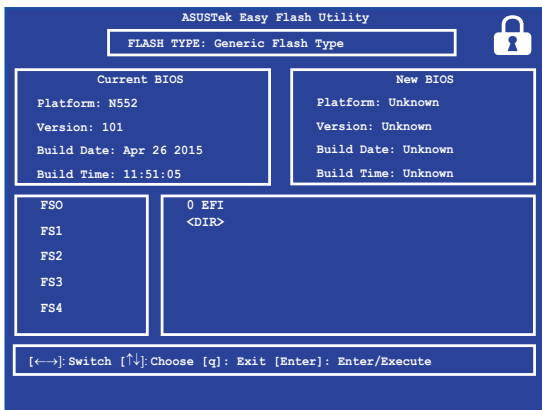 ASUSTek Easy Flash Utility
FLASH TYPE: Generic Flash Type
Current BIOS
Platform: N552
Version: 101
Build Date: Apr 26 2015
Build Time: 11:51:05
New BIOS
Platform: Unknown
Version: Unknown
Build Date: Unknown
Build Time: Unknown
FSO
FS1
FS2
FS3
FS4
0 EFI
<DIR>
[←→]: Switch [↑↓]: Choose [q]: Exit [Enter]: Enter/Execute